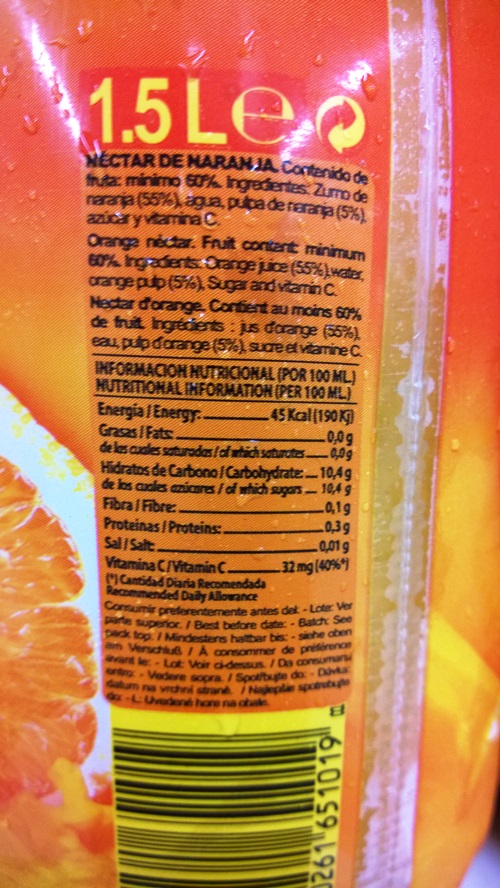 1.5 L e
NÉCTAR DE NARANJA. Contenido de
fruta: mínimo 60%. Ingredientes: Zumo de
naranja (55%), agua, pulpa de naranja (5%),
azúcar y vitamina C.
Orange néctar. Fruit content: minimum
60%. Ingredients: Orange juice (55%), water,
orange pulp (5%), Sugar and vitamin C.
Nectar d'orange. Contient au moins 60%
de fruit. Ingrédients : jus d'orange (55%),
eau, pulp d'orange (5%), sucre et vitamine C.
INFORMACION NUTRICIONAL (POR 100 ML.)
NUTRITIONAL INFORMATION (PER 100 ML.)
Energía / Energy: 45 Kcal (190 Kj)
Grasas / Fats: 0,0 g
de las cuales saturadas / of which saturates 0,0 g
Hidratos de Carbono / Carbohydrate: 10,4 g
de los cuales azúcares / of which sugars 10,4 g
Fibra / Fibre: 0,1 g
Proteinas / Proteins: 0,3 g
Sal / Salt: 0,01 g
Vitamina C / Vitamin C 32 mg (40%*)
(*) Cantidad Diaria Recomendada
Recommended Daily Allowance
Consumir preferentemente antes del: - Lote: Ver
parte superior. / Best before date: - Batch: See
pack top. / Mindestens haltbar bis: - siehe oben
am Verschluß / À consommer de préférence
avant le: - Lot: Voir ci-dessus. / Da consumarsi
entro: - Vedere sopra. / Spotřbujte do: - Dávka:
datum na vrchní straně. / Najlepšie spotrebujte
do: - L: Uvedené hore na obale.
261 651019